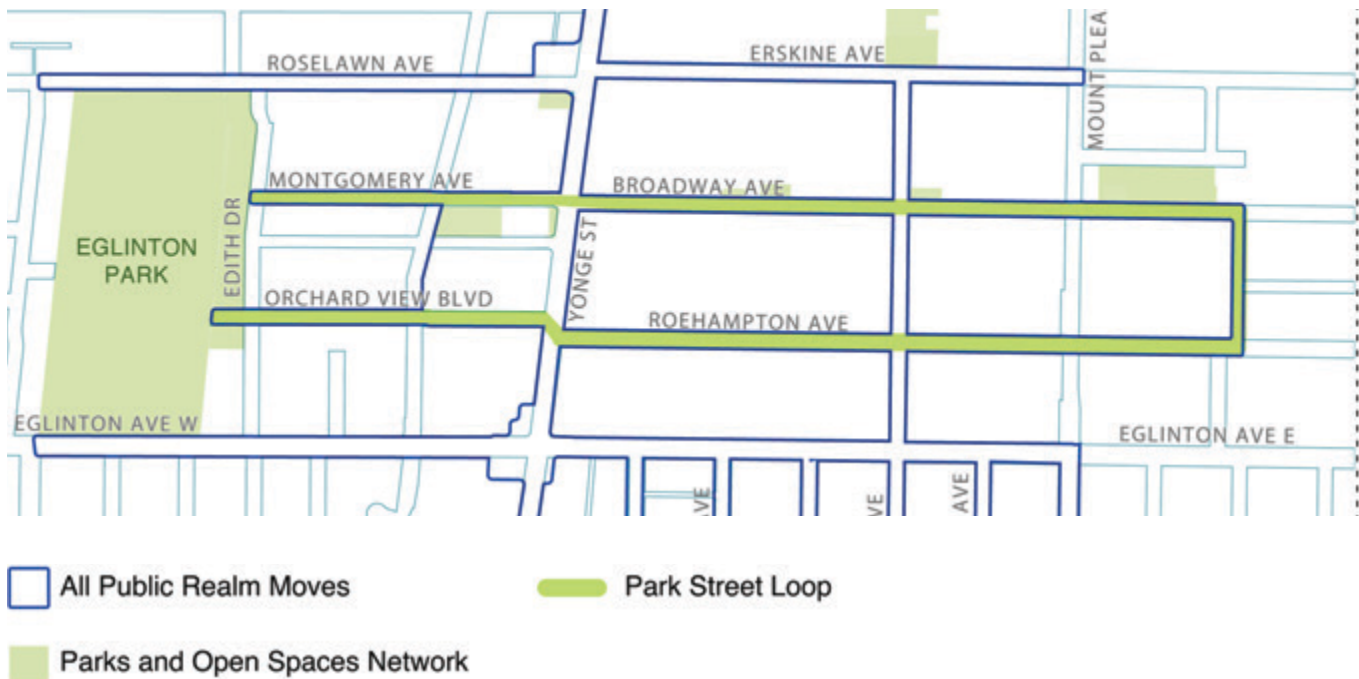 ROSELAWN AVE
ERSKINE AVE
MOUNT PLEA
MONTGOMERY AVE
BROADWAY AVE
EDITH DR
EGLINTON
PARK
YONGE ST
ORCHARD VIEW BLVD
ROEHAMPTON AVE
EGLINTON AVE W
EGLINTON AVE E
AVE
VE
AVE
All Public Realm Moves
Park Street Loop
Parks and Open Spaces Network